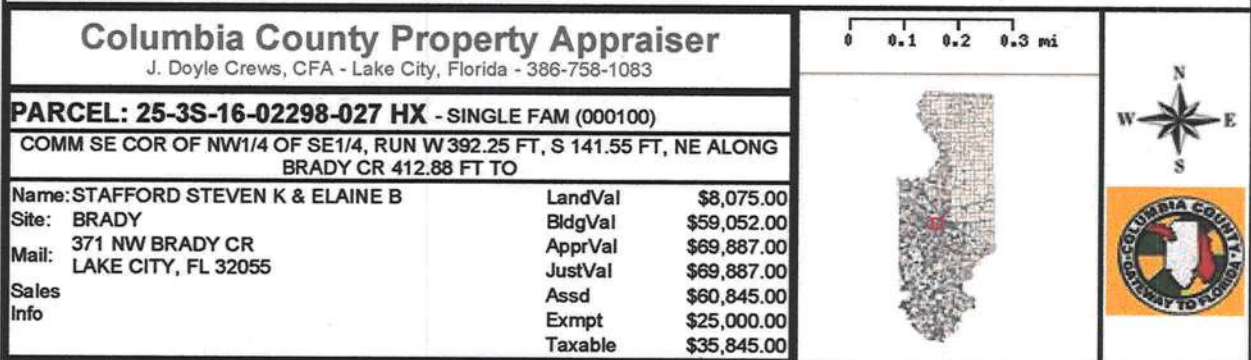 Columbia County Property Appraiser
J. Doyle Crews, CFA - Lake City, Florida - 386-758-1083
PARCEL: 25-3S-16-02298-027 HX - SINGLE FAM (000100)
COMM SE COR OF NW1/4 OF SE1/4, RUN W 392.25 FT, S 141.55 FT, NE ALONG
BRADY CR 412.88 FT TO
Name: STAFFORD STEVEN K & ELAINE B
Site: BRADY
Mail: 371 NW BRADY CR
LAKE CITY, FL 32055
Sales
Info
LandVal $8,075.00
BldgVal $59,052.00
ApprVal $69,887.00
JustVal $69,887.00
Assd $60,845.00
Exmpt $25,000.00
Taxable $35,845.00
0 0.1 0.2 0.3 mi
N
W E
S
COLUMBIA COUNTY
GATEWAY TO FLORIDA